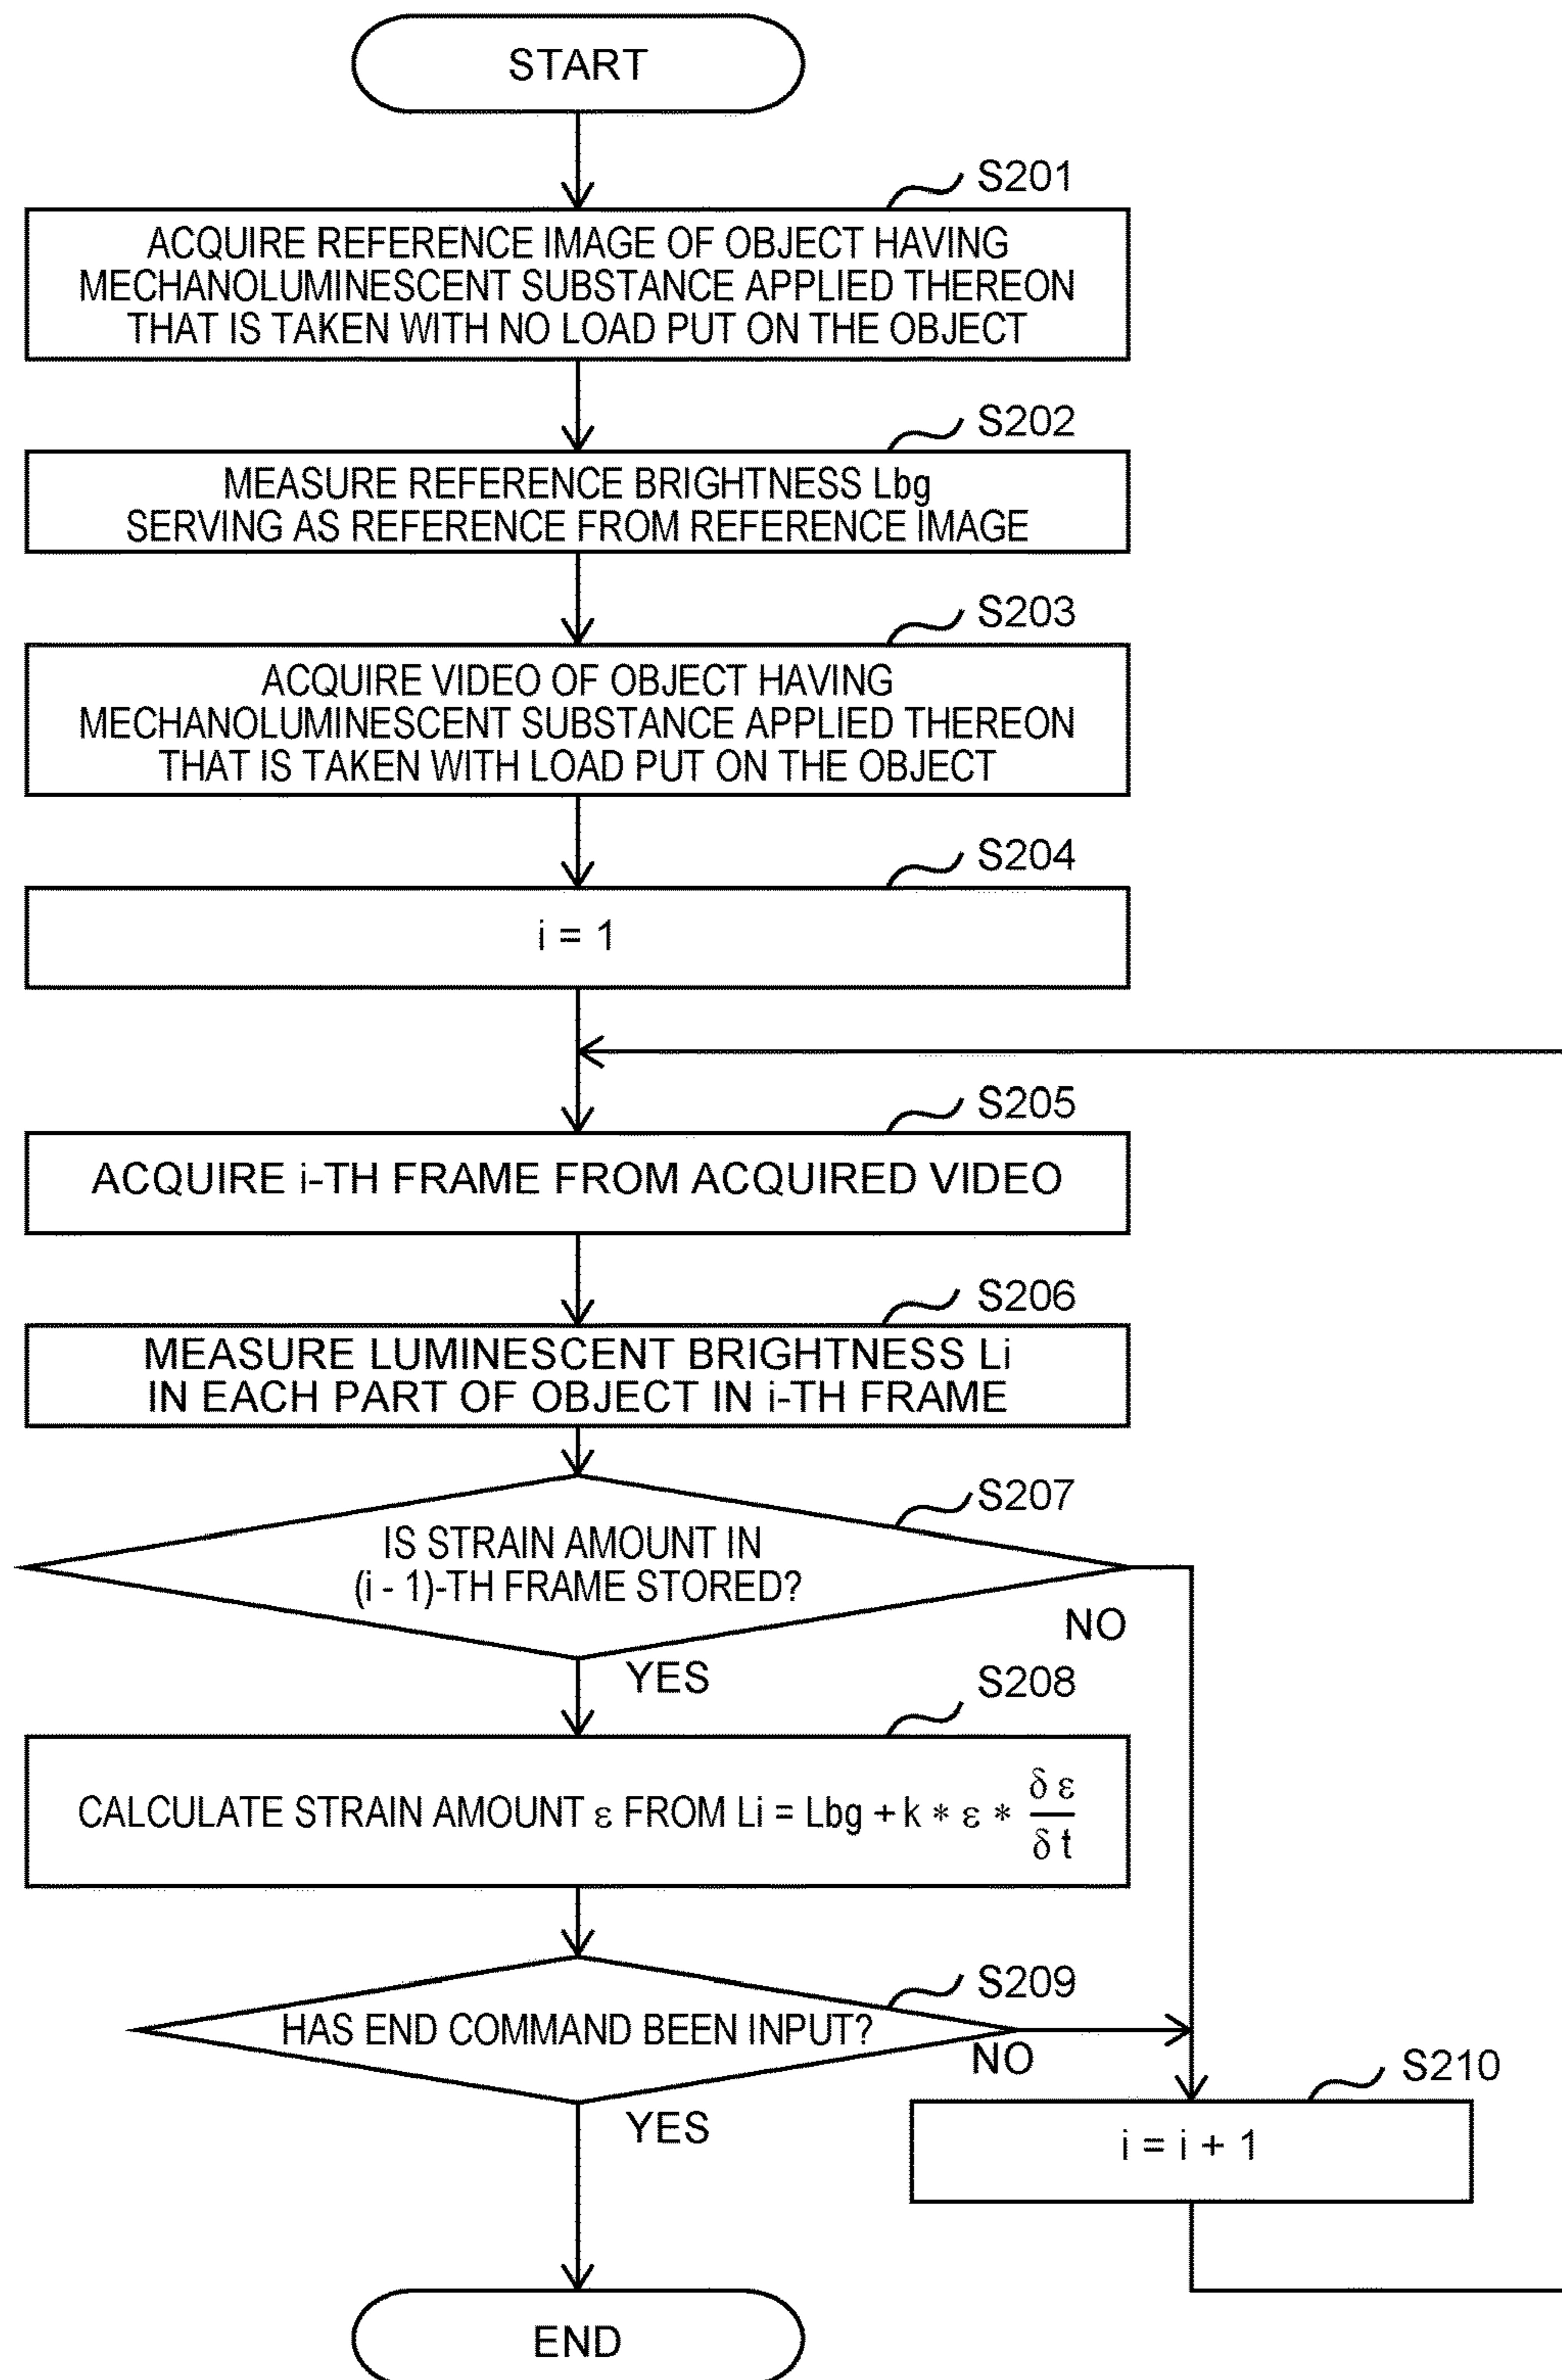 START
S201
ACQUIRE REFERENCE IMAGE OF OBJECT HAVING
MECHANOLUMINESCENT SUBSTANCE APPLIED THEREON
THAT IS TAKEN WITH NO LOAD PUT ON THE OBJECT
S202
MEASURE REFERENCE BRIGHTNESS Lbg
SERVING AS REFERENCE FROM REFERENCE IMAGE
S203
ACQUIRE VIDEO OF OBJECT HAVING
MECHANOLUMINESCENT SUBSTANCE APPLIED THEREON
THAT IS TAKEN WITH LOAD PUT ON THE OBJECT
S204
i = 1
S205
ACQUIRE i-TH FRAME FROM ACQUIRED VIDEO
S206
MEASURE LUMINESCENT BRIGHTNESS Li
IN EACH PART OF OBJECT IN i-TH FRAME
S207
IS STRAIN AMOUNT IN
(i - 1)-TH FRAME STORED?
NO
YES
S208
CALCULATE STRAIN AMOUNT ε FROM Li = Lbg + k * ε * δ ε / δ t
S209
HAS END COMMAND BEEN INPUT?
NO
YES
S210
i = i + 1
END